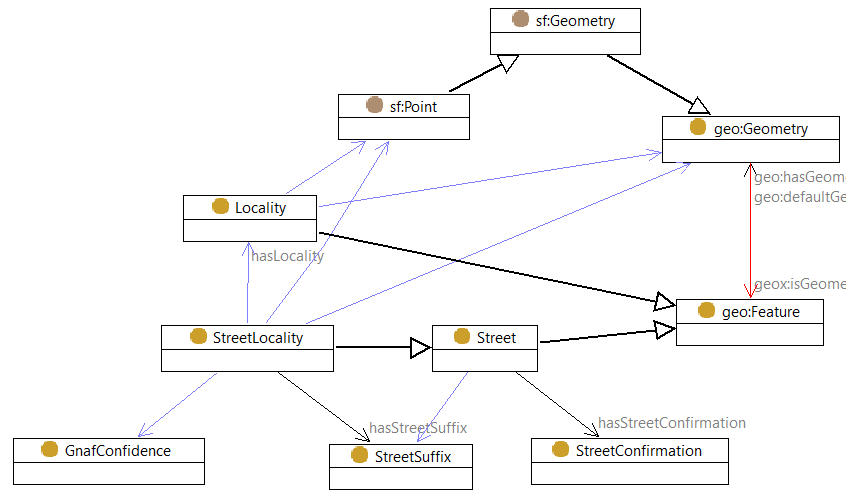 sf:Geometry
sf:Point
geo:Geometry
geo:hasGeome
geo:defaultGe
Locality
hasLocality
geox:isGeome
geo:Feature
StreetLocality
Street
hasStreetSuffix
hasStreetConfirmation
GnafConfidence
StreetSuffix
StreetConfirmation